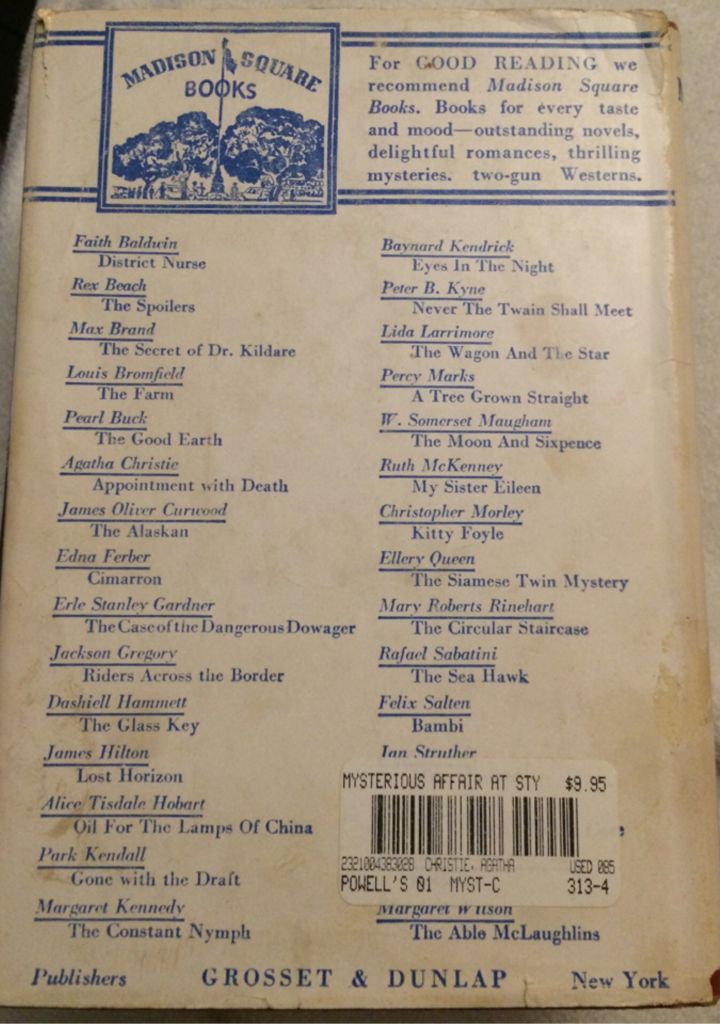 MADISON SQUARE
BOOKS
For GOOD READING we
recommend Madison Square
Books. Books for every taste
and mood—outstanding novels,
delightful romances, thrilling
mysteries. two-gun Westerns.
Faith Baldwin
District Nurse
Rex Beach
The Spoilers
Max Brand
The Secret of Dr. Kildare
Louis Bromfield
The Farm
Pearl Buck
The Good Earth
Agatha Christie
Appointment with Death
James Oliver Curwood
The Alaskan
Edna Ferber
Cimarron
Erle Stanley Gardner
The Case of the Dangerous Dowager
Jackson Gregory
Riders Across the Border
Dashiell Hammett
The Glass Key
James Hilton
Lost Horizon
Alice Tisdale Hobart
Oil For The Lamps Of China
Park Kendall
Gone with the Draft
Margaret Kennedy
The Constant Nymph
Baynard Kendrick
Eyes In The Night
Peter B. Kyne
Never The Twain Shall Meet
Lida Larrimore
The Wagon And The Star
Percy Marks
A Tree Grown Straight
W. Somerset Maugham
The Moon And Sixpence
Ruth McKenney
My Sister Eileen
Christopher Morley
Kitty Foyle
Ellery Queen
The Siamese Twin Mystery
Mary Roberts Rinehart
The Circular Staircase
Rafael Sabatini
The Sea Hawk
Felix Salten
Bambi
Jan Struther
MYSTERIOUS AFFAIR AT STY $9.95
2321004383028 CHRISTIE, AGATHA USED 085
POWELL'S 01 MYST-C 313-4
Margaret Wilson
The Able McLaughlins
Publishers GROSSET & DUNLAP New York